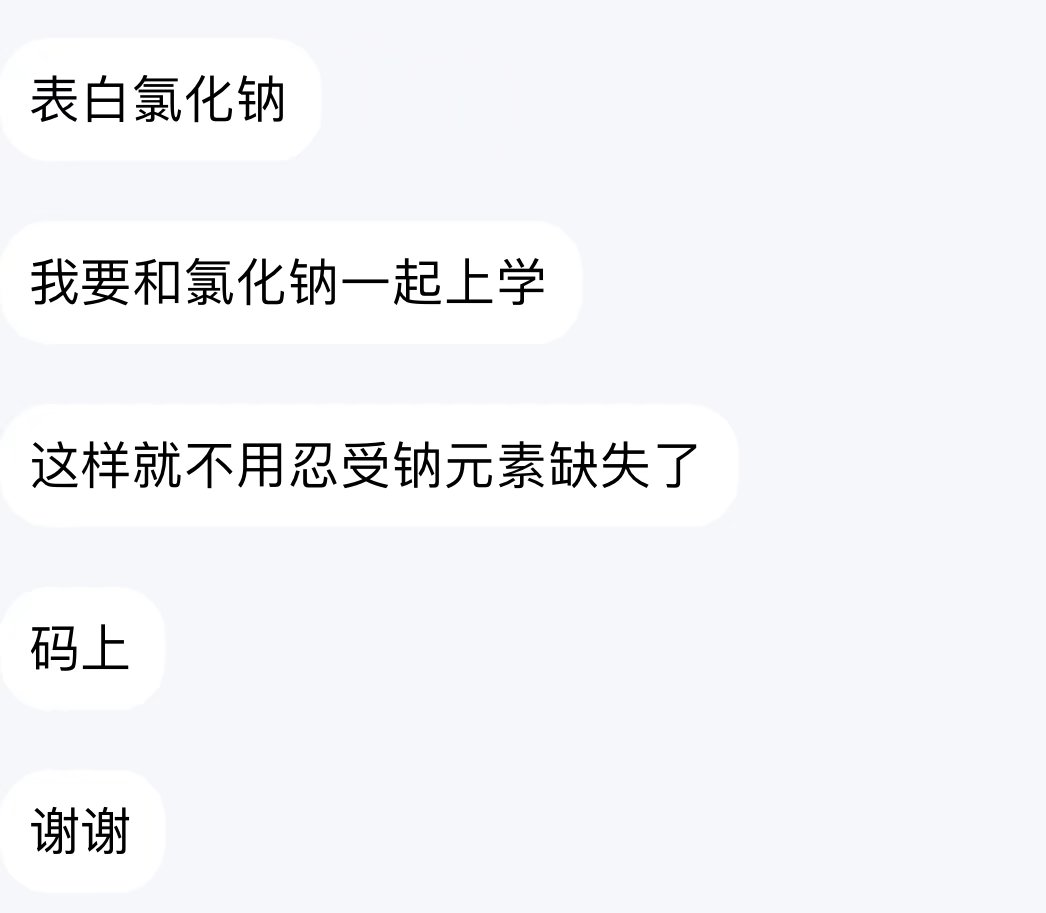 表白氯化钠
我要和氯化钠一起上学
这样就不用忍受钠元素缺失了
码上
谢谢